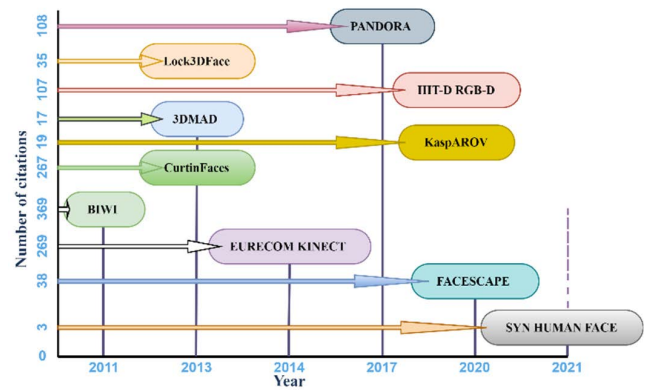 108
PANDORA
35
Lock3DFace
107
IIIT-D RGB-D
17
3DMAD
19
KaspAROV
267
CurtinFaces
369
BIWI
269
EURECOM KINECT
38
FACESCAPE
3
SYN HUMAN FACE
0
Number of citations
2011 2013 2014 2017 2020 2021
Year